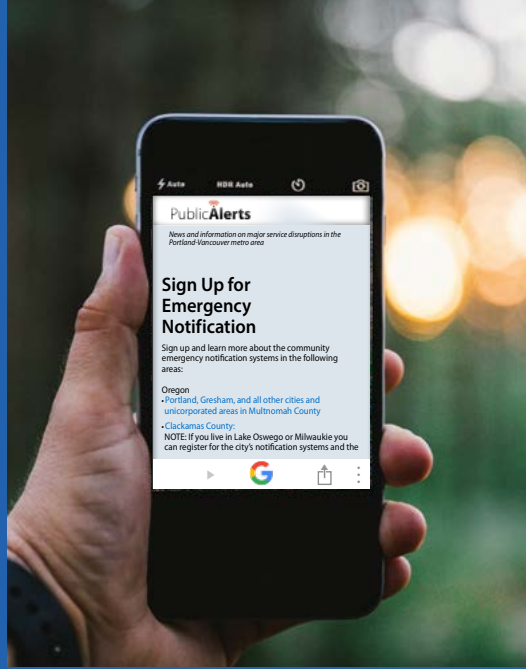 Auto
HDR Auto
PublicAlerts
News and information on major service disruptions in the
Portland-Vancouver metro area
Sign Up for
Emergency
Notification
Sign up and learn more about the community
emergency notification systems in the following
areas:
Oregon
•Portland, Gresham, and all other cities and
unicorporated areas in Multnomah County
•Clackamas County:
NOTE: If you live in Lake Oswego or Milwaukie you
can register for the city's notification systems and the
G